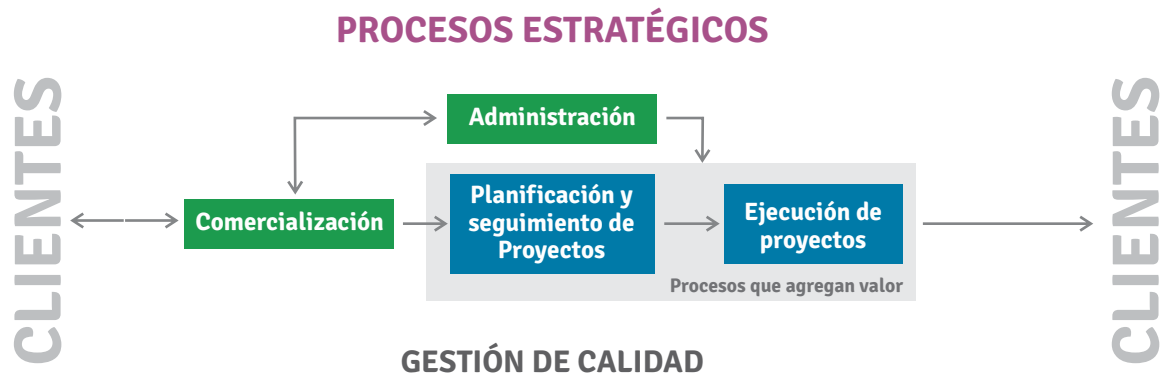 PROCESOS ESTRATÉGICOS
CLIENTES
Administración
Comercialización
Planificación y
seguimiento de
Proyectos
Ejecución de
proyectos
Procesos que agregan valor
CLIENTES
GESTIÓN DE CALIDAD